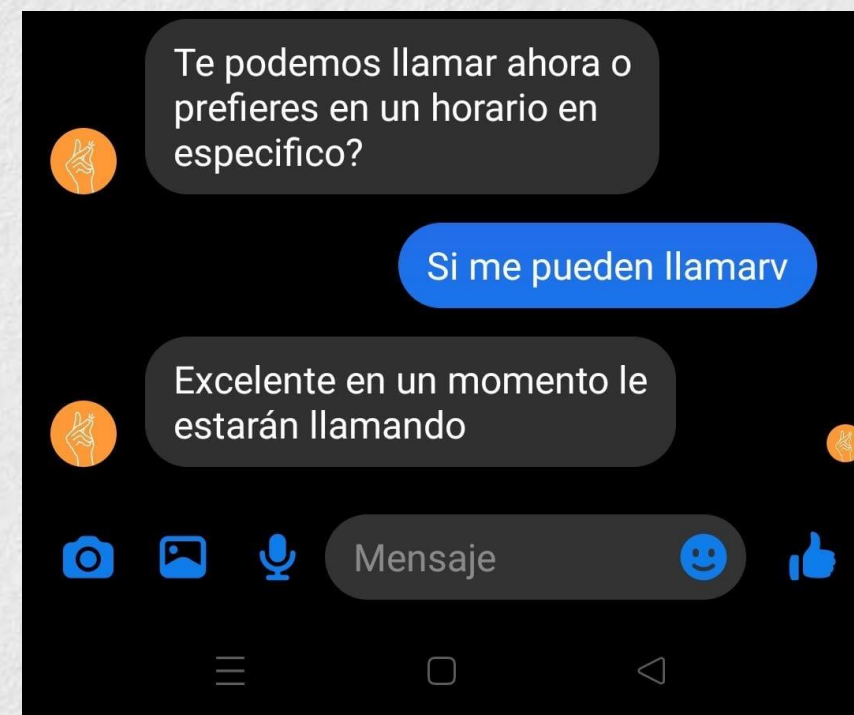 Te podemos llamar ahora o
prefieres en un horario en
especifico?
Si me pueden llamarv
Excelente en un momento le
estarán llamando
Mensaje